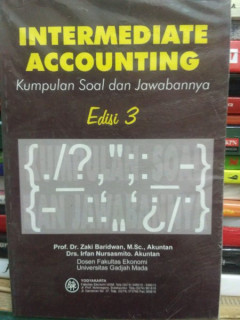 INTERMEDIATE
ACCOUNTING
Kumpulan Soal dan Jawabannya
Edisi 3
{./?,";:_-}
Prof. Dr. Zaki Baridwan, M.Sc., Akuntan
Drs. Irfan Nursasmito. Akuntan
Dosen Fakultas Ekonomi
Universitas Gadjah Mada